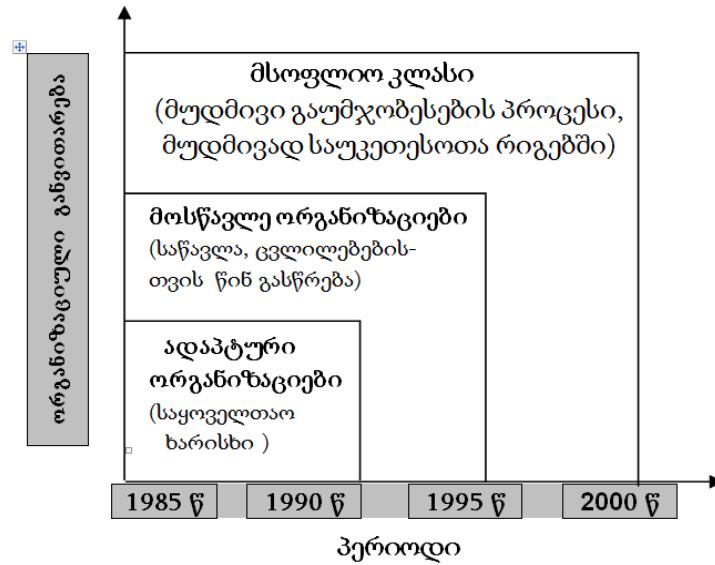 ორგანიზაციული განვითარება
მსოფლიო კლასი
(მუდმივი გაუმჯობესების პროცესი,
მუდმივად საუკეთესოთა რიგებში)
მოსწავლე ორგანიზაციები
(საწავლა, ცვლილებების-
თვის წინ გასწრება)
ადაპტური
ორგანიზაციები
(საყოველთაო
ხარისხი )
1985 წ
1990 წ
1995 წ
2000 წ
პერიოდი